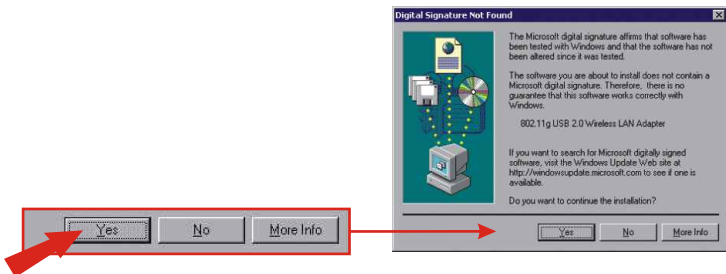 Digital Signature Not Found
The Microsoft digital signature affirms that software has
been tested with Windows and that the software has not
been altered since it was tested.
The software you are about to install does not contain a
Microsoft digital signature. Therefore, there is no
guarantee that this software works correctly with
Windows.
802.11g USB 2.0 Wireless LAN Adapter
If you want to search for Microsoft digitally signed
software, visit the Windows Update Web site at
http://windowsupdate.microsoft.com to see if one is
available.
Do you want to continue the installation?
Yes No More Info
Yes No More Info